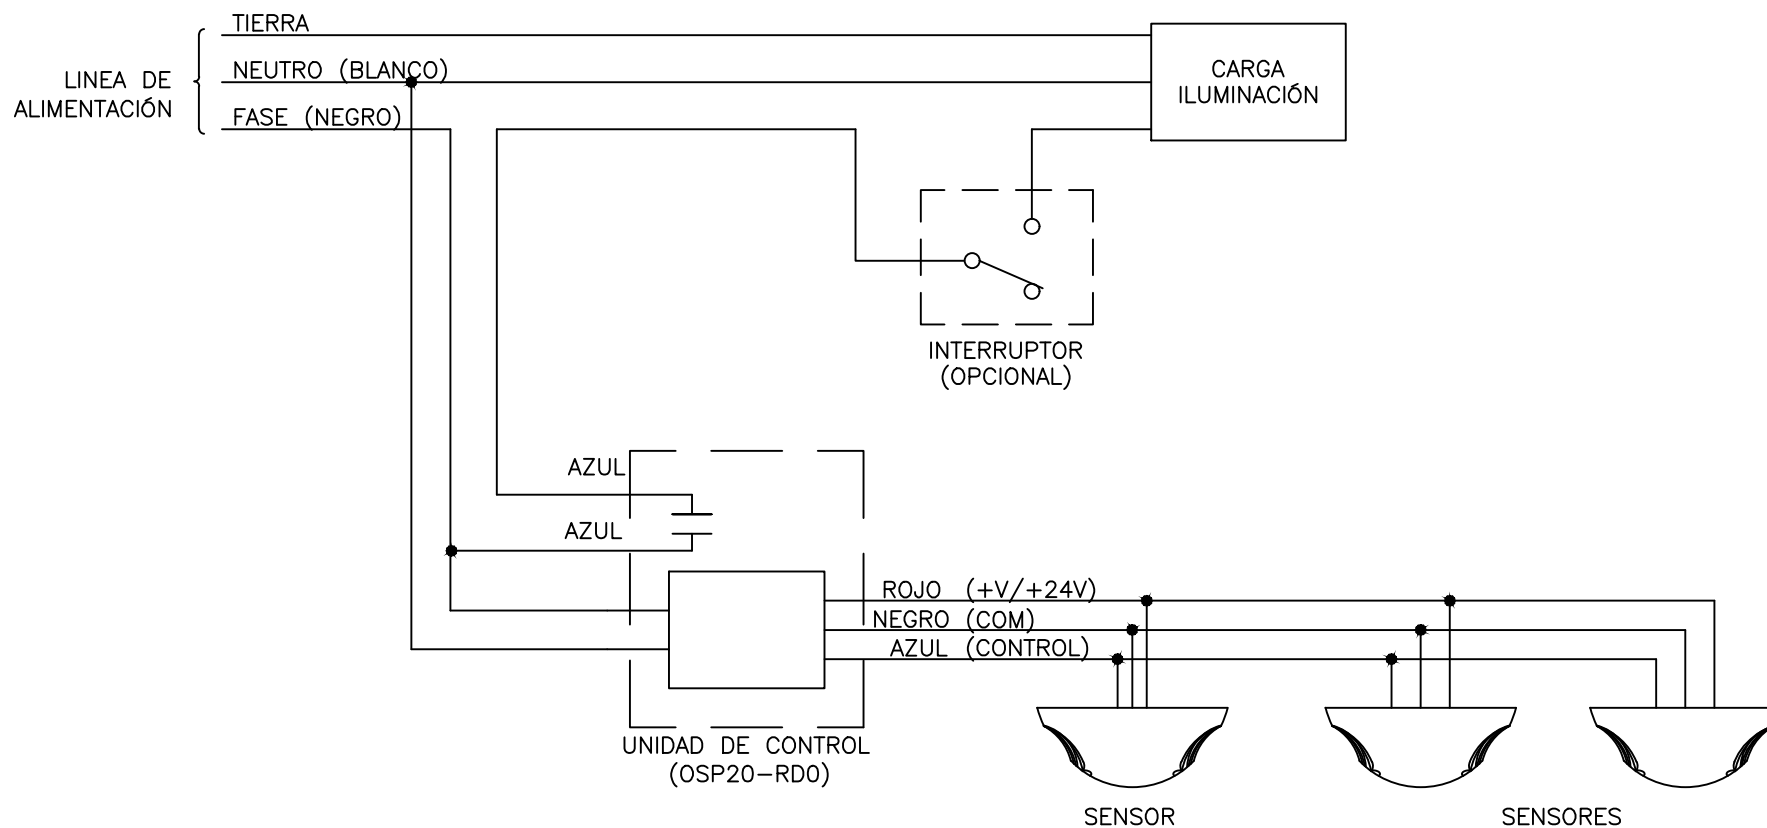 TIERRA
LINEA DE
ALIMENTACIÓN
NEUTRO (BLANCO)
FASE (NEGRO)
CARGA
ILUMINACIÓN
INTERRUPTOR
(OPCIONAL)
AZUL
AZUL
ROJO (+V/+24V)
NEGRO (COM)
AZUL (CONTROL)
UNIDAD DE CONTROL
(OSP20-RD0)
SENSOR
SENSORES